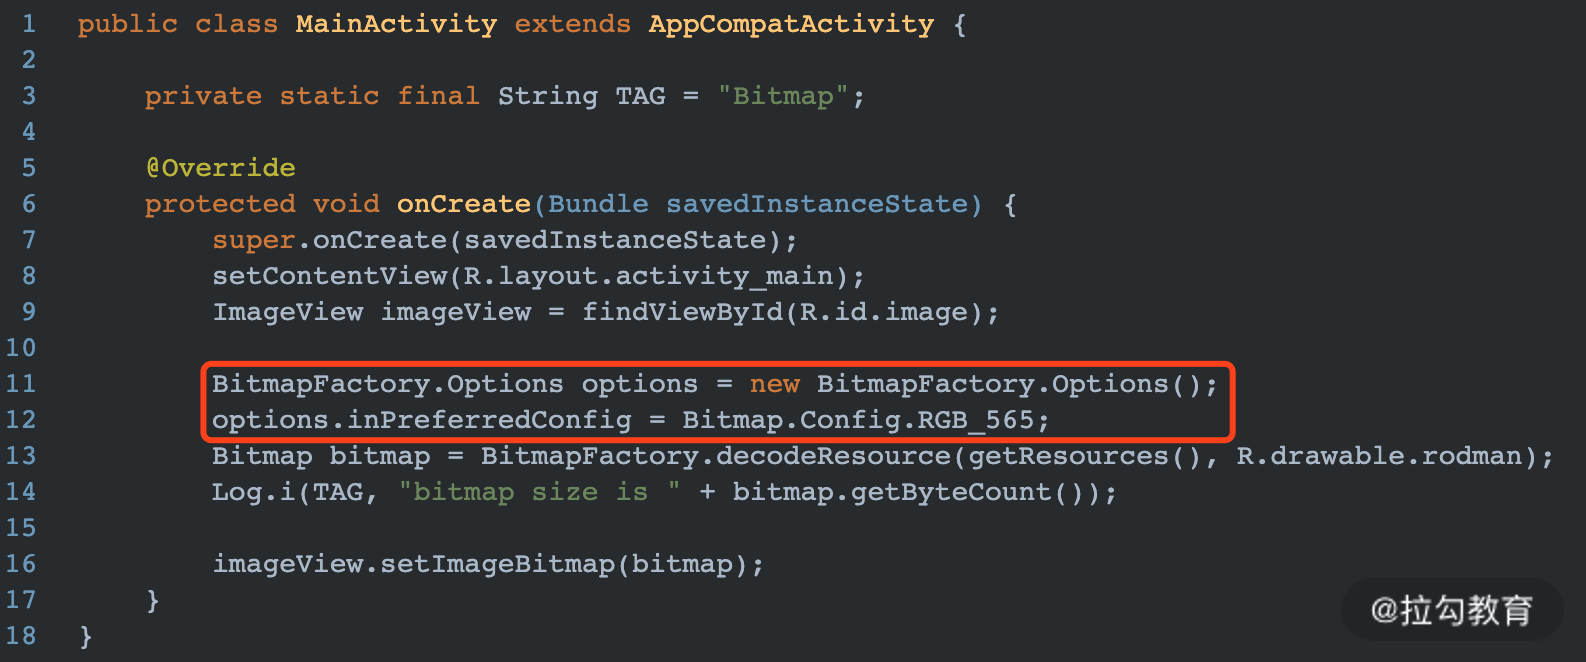 1 public class MainActivity extends AppCompatActivity {
2
3 private static final String TAG = "Bitmap";
4
5 @Override
6 protected void onCreate(Bundle savedInstanceState) {
7 super.onCreate(savedInstanceState);
8 setContentView(R.layout.activity_main);
9 ImageView imageView = findViewById(R.id.image);
10
11 BitmapFactory.Options options = new BitmapFactory.Options();
12 options.inPreferredConfig = Bitmap.Config.RGB_565;
13 Bitmap bitmap = BitmapFactory.decodeResource(getResources(), R.drawable.rodman);
14 Log.i(TAG, "bitmap size is " + bitmap.getByteCount());
15
16 imageView.setImageBitmap(bitmap);
17 }
18 }
@拉勾教育